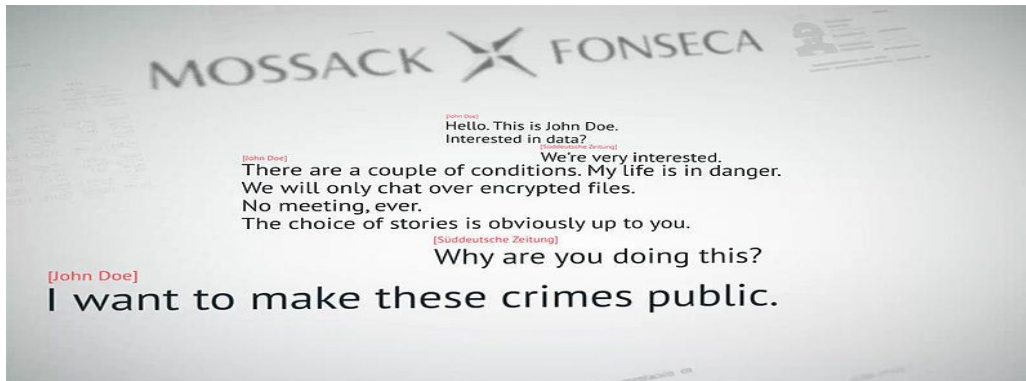 MOSSACK FONSECA
[John Doe]
Hello. This is John Doe.
Interested in data?
[Süddeutsche Zeitung]
We're very interested.
[John Doe]
There are a couple of conditions. My life is in danger.
We will only chat over encrypted files.
No meeting, ever.
The choice of stories is obviously up to you.
[Süddeutsche Zeitung]
Why are you doing this?
[John Doe]
I want to make these crimes public.